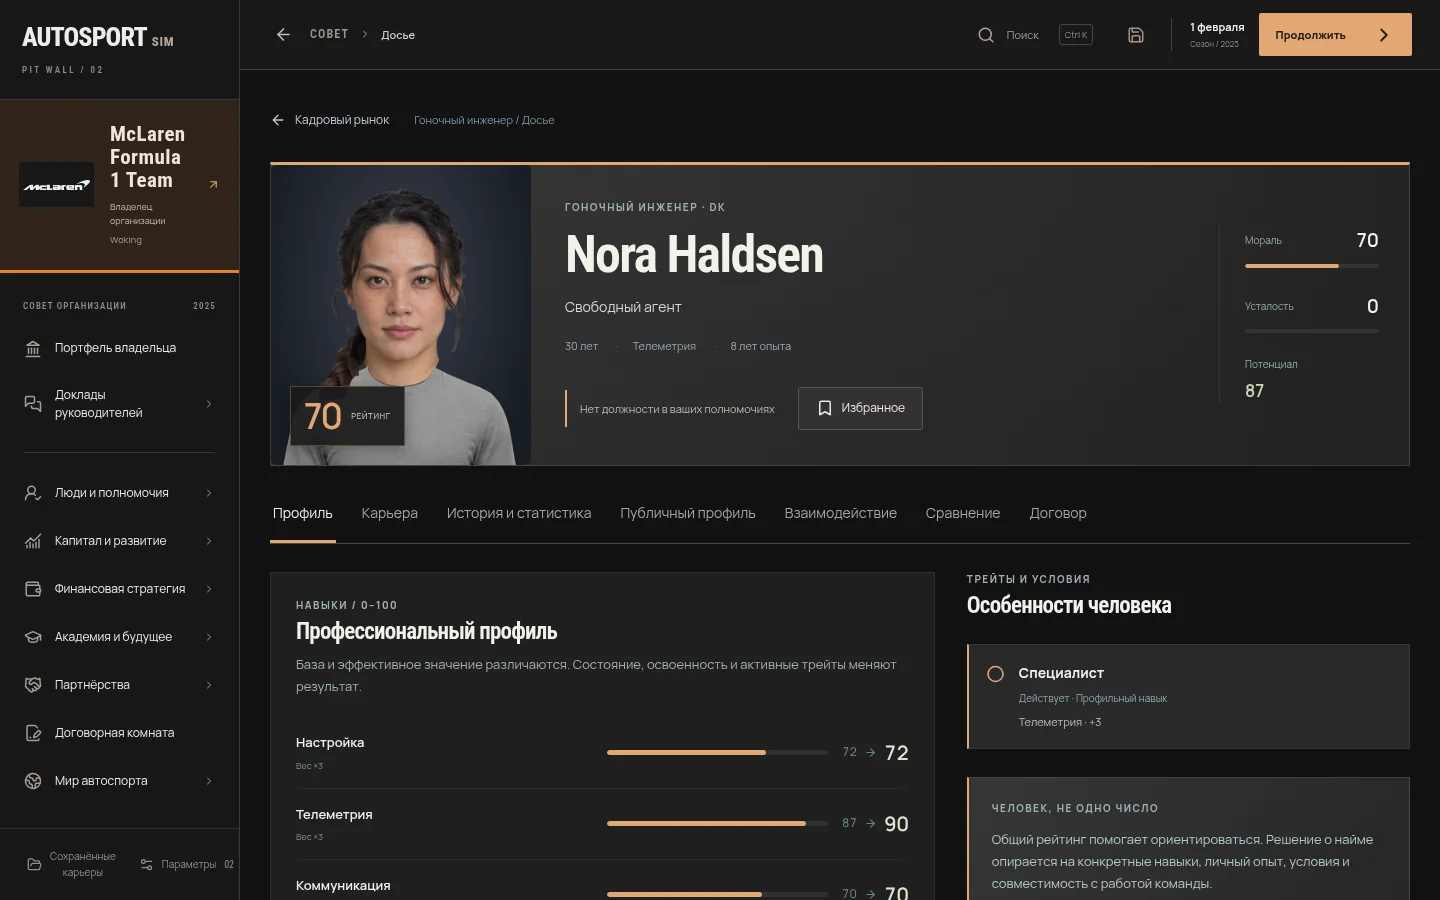 AUTOSPORT SIM
PIT WALL / 02
McLaren
McLaren
Formula
1 Team
Владелец
организации
Woking
СОВЕТ ОРГАНИЗАЦИИ 2025
Портфель владельца
Доклады
руководителей
Люди и полномочия
Капитал и развитие
Финансовая стратегия
Академия и будущее
Партнёрства
Договорная комната
Мир автоспорта
Сохранённые
карьеры
Параметры 02
СОВЕТ Досье
Поиск Ctrl K
1 февраля
Сезон / 2025
Продолжить
Кадровый рынок Гоночный инженер / Досье
ГОНОЧНЫЙ ИНЖЕНЕР · DK
Nora Haldsen
Свободный агент
30 лет · Телеметрия · 8 лет опыта
Нет должности в ваших полномочиях
Избранное
70 РЕЙТИНГ
Мораль 70
Усталость 0
Потенциал
87
Профиль Карьера История и статистика Публичный профиль Взаимодействие Сравнение Договор
НАВЫКИ / 0–100
Профессиональный профиль
База и эффективное значение различаются. Состояние, освоенность и активные трейты меняют
результат.
Настройка
Вес ×3
72 → 72
Телеметрия
Вес ×3
87 → 90
Коммуникация
70 → 70
ТРЕЙТЫ И УСЛОВИЯ
Особенности человека
Специалист
Действует · Профильный навык
Телеметрия · +3
ЧЕЛОВЕК, НЕ ОДНО ЧИСЛО
Общий рейтинг помогает ориентироваться. Решение о найме
опирается на конкретные навыки, личный опыт, условия и
совместимость с работой команды.